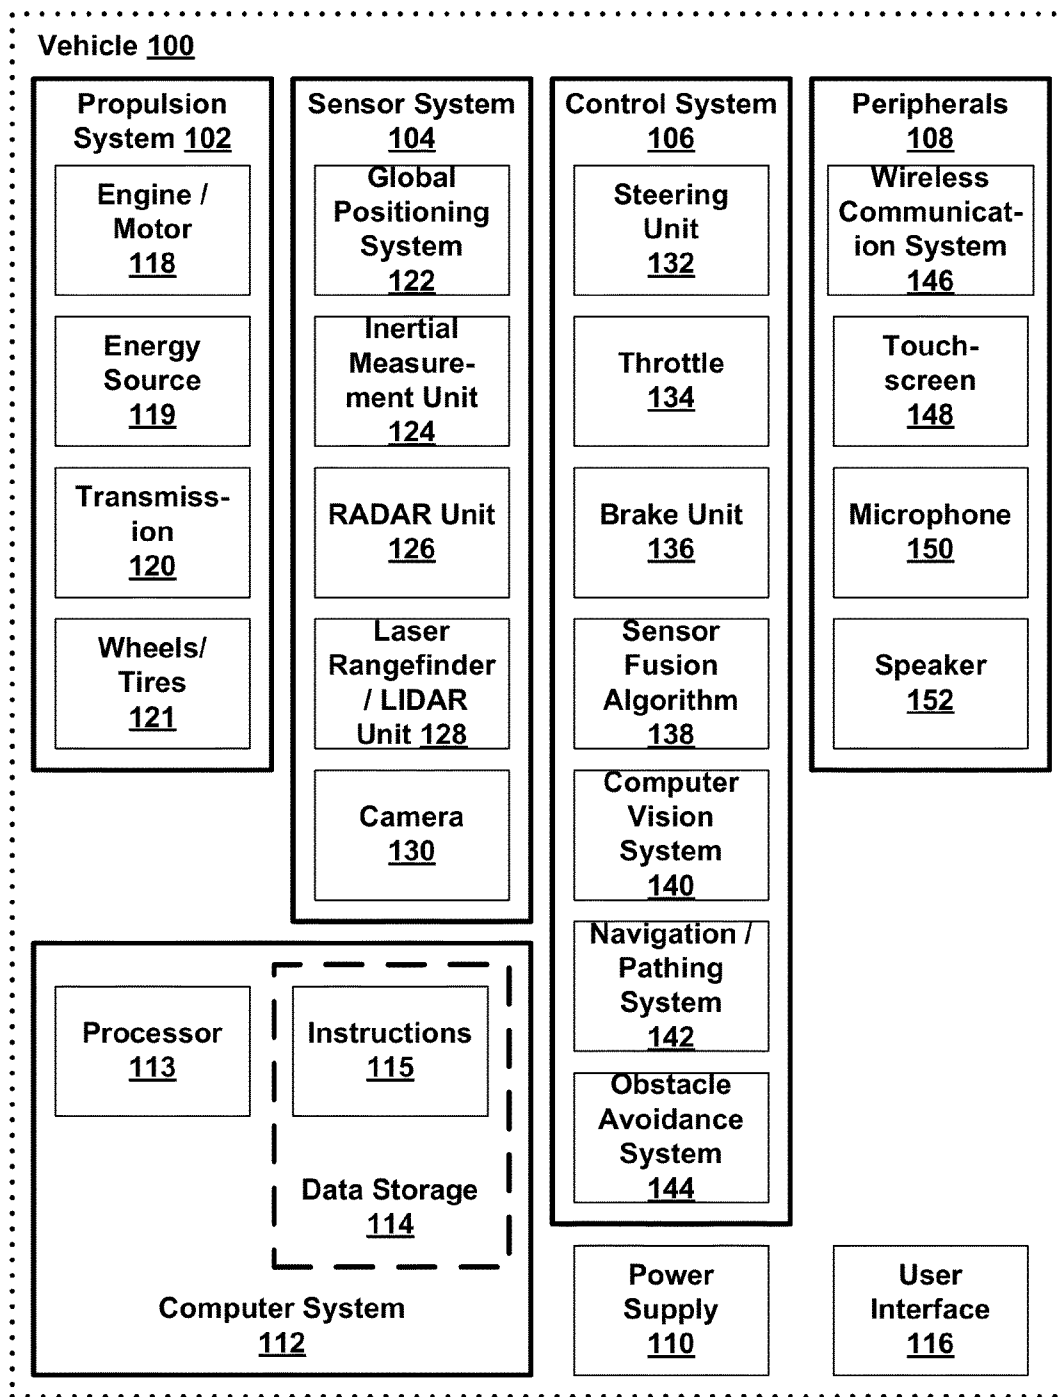 Vehicle 100
Propulsion
System 102
Engine /
Motor
118
Energy
Source
119
Transmiss-
ion
120
Wheels/
Tires
121
Sensor System
104
Global
Positioning
System
122
Inertial
Measure-
ment Unit
124
RADAR Unit
126
Laser
Rangefinder
/ LIDAR
Unit 128
Camera
130
Control System
106
Steering
Unit
132
Throttle
134
Brake Unit
136
Sensor
Fusion
Algorithm
138
Computer
Vision
System
140
Navigation /
Pathing
System
142
Obstacle
Avoidance
System
144
Peripherals
108
Wireless
Communicat-
ion System
146
Touch-
screen
148
Microphone
150
Speaker
152
Processor
113
Instructions
115
Data Storage
114
Computer System
112
Power
Supply
110
User
Interface
116